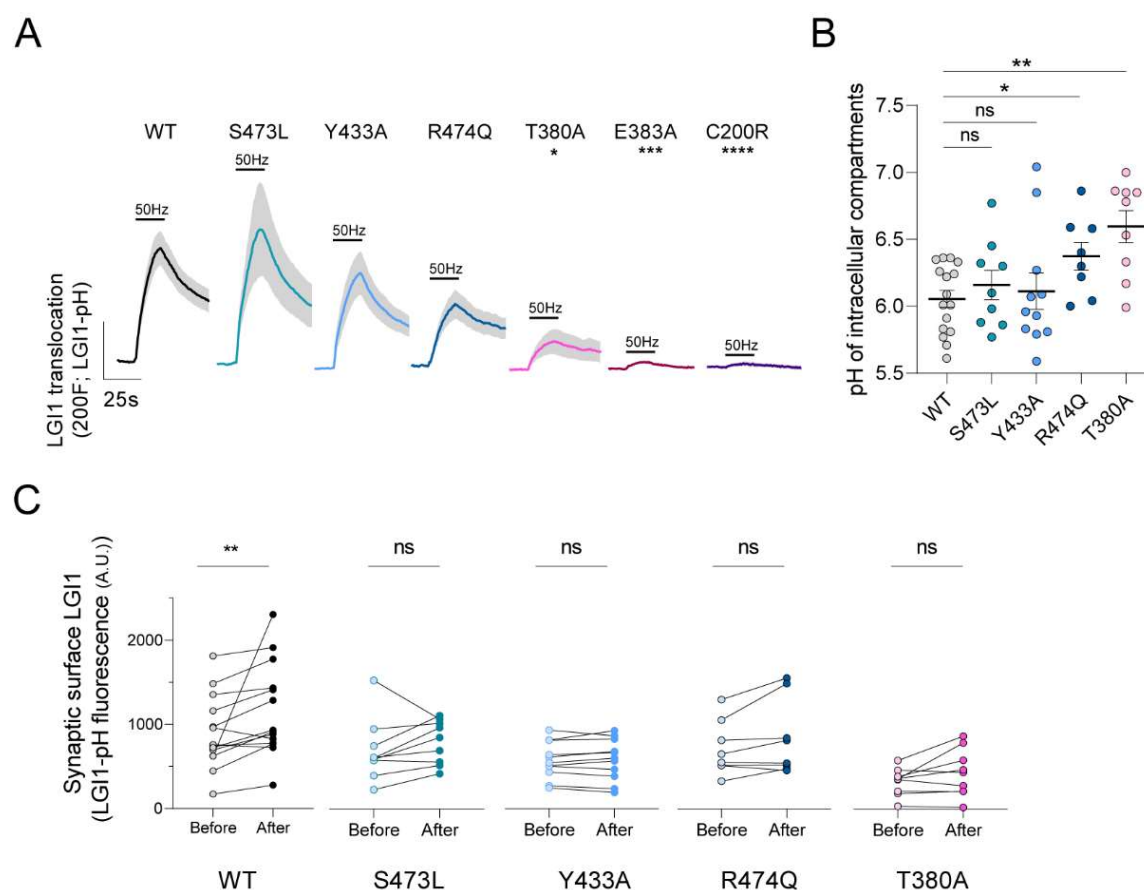 A
WT
S473L
Y433A
R474Q
T380A
E383A
C200R
*
***
****
50Hz
50Hz
50Hz
50Hz
50Hz
50Hz
50Hz
LGI1 translocation
(200F; LGI1-pH)
25s
B
**
*
ns
ns
pH of intracellular compartments
7.5
7.0
6.5
6.0
5.5
WT
S473L
Y433A
R474Q
T380A
C
Synaptic surface LGI1
(LGI1-pH fluorescence (A.U.))
**
ns
ns
ns
ns
2000
1000
0
Before After
Before After
Before After
Before After
Before After
WT
S473L
Y433A
R474Q
T380A